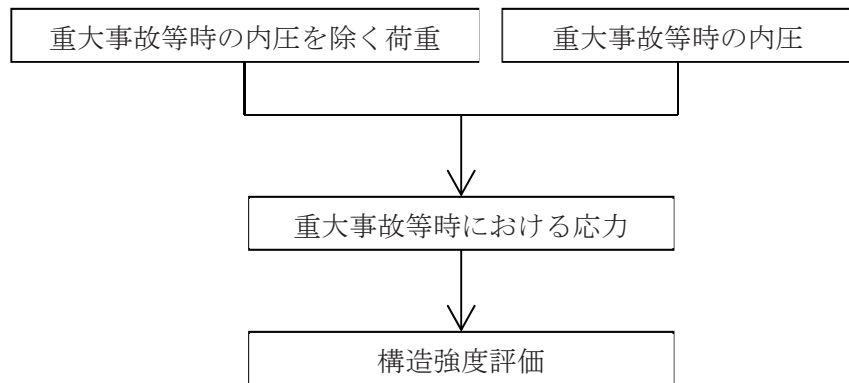 重大事故等時の内圧を除く荷重
重大事故等時の内圧
重大事故等時における応力
構造強度評価